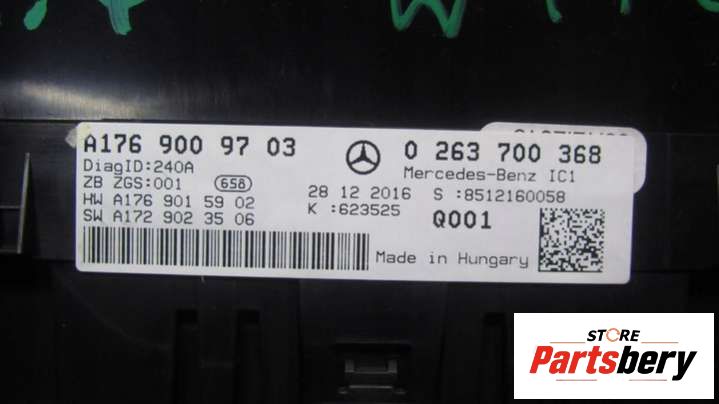 A176 900 97 03
DiagID:240A
ZB ZGS:001 658
HW A176 901 59 02
SW A172 902 35 06
0 263 700 368
Mercedes-Benz IC1
28 12 2016 S :8512160058
K :623525 Q001
Made in Hungary
STORE
Partsbery